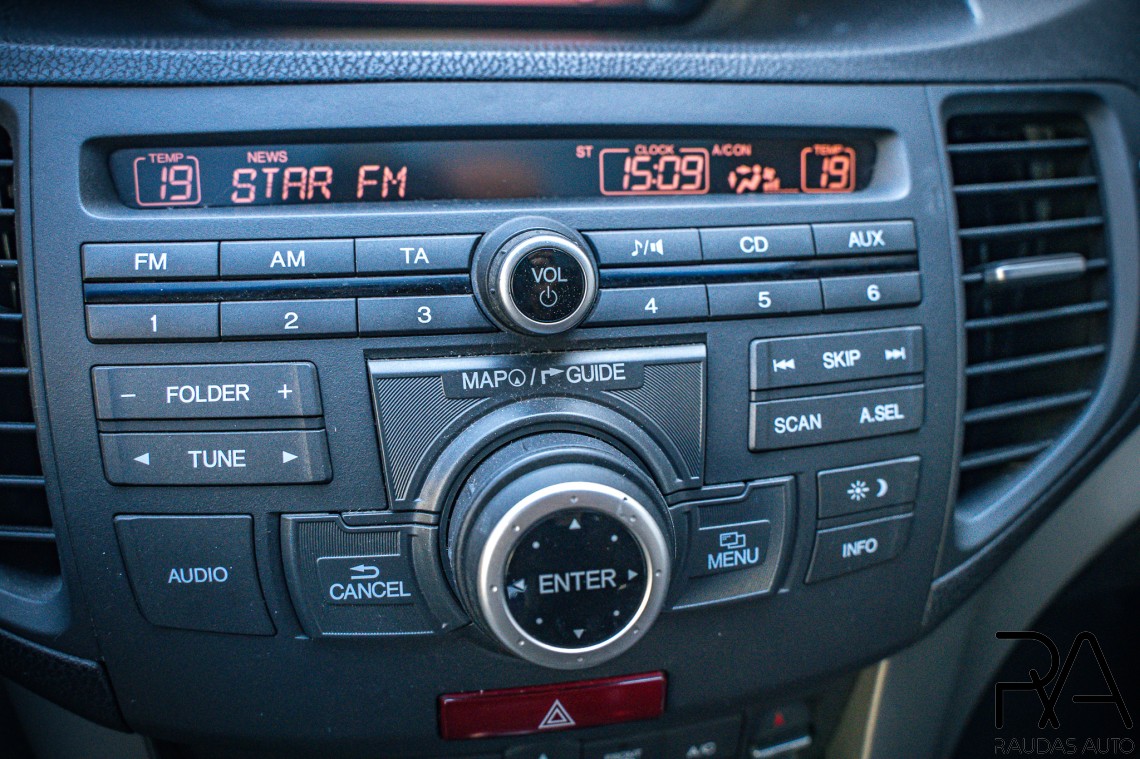 TEMP NEWS ST CLOCK A/CON TEMP
19 STAR FM 15:09 19
FM AM TA VOL CD AUX
1 2 3 4 5 6
MAP / GUIDE
− FOLDER +
SKIP
TUNE
SCAN A.SEL
AUDIO
CANCEL
ENTER
MENU
INFO
A/C
RA
RAUDAS AUTO